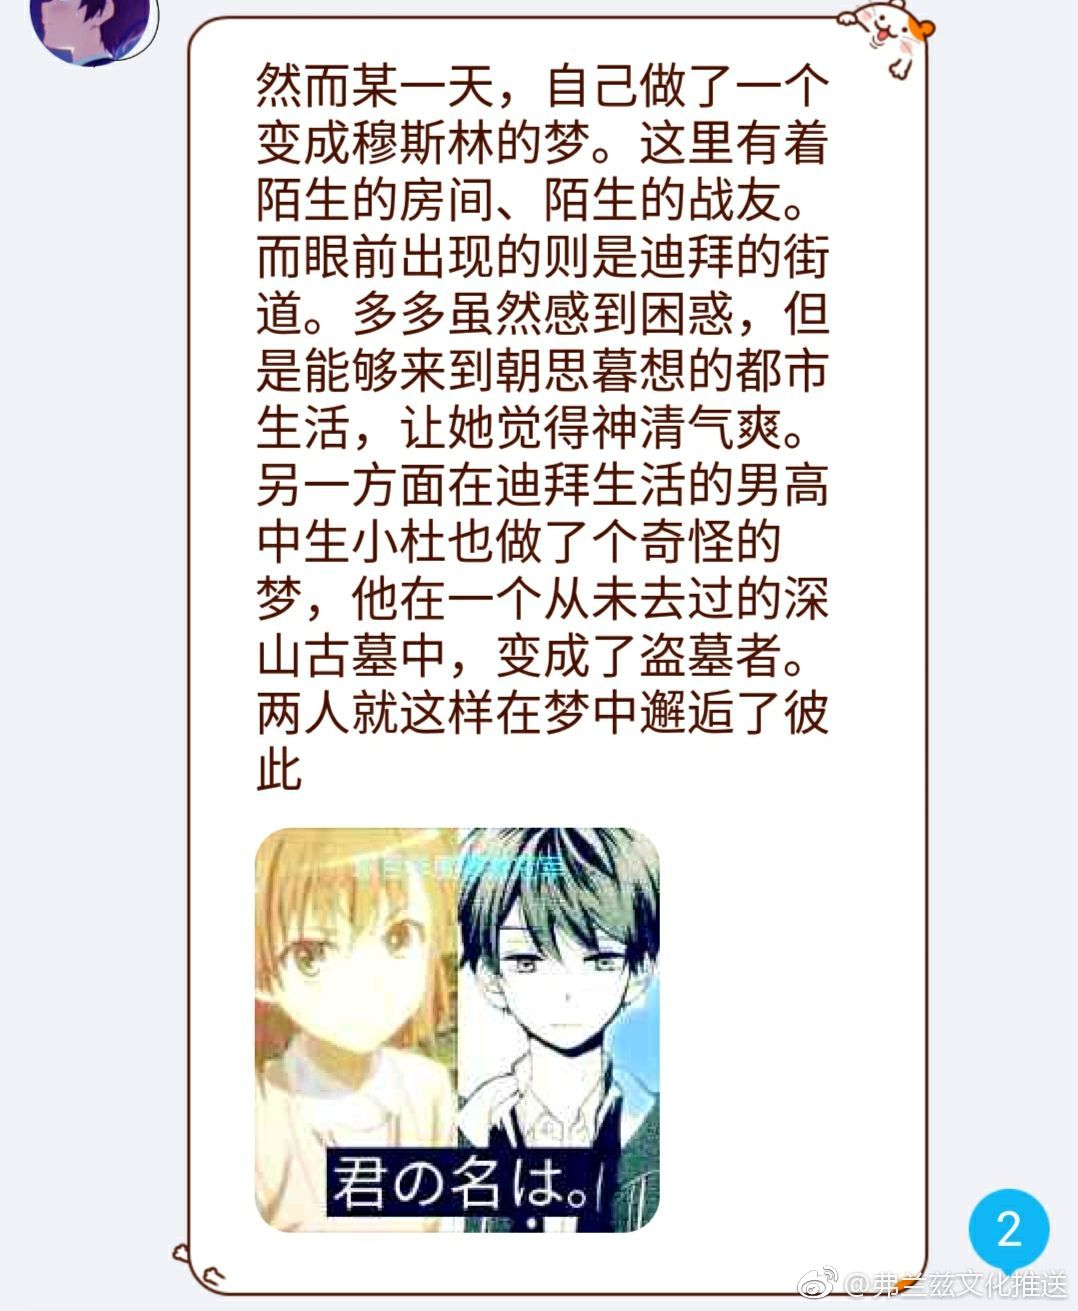 然而某一天，自己做了一个
变成穆斯林的梦。这里有着
陌生的房间、陌生的战友。
而眼前出现的则是迪拜的街
道。多多虽然感到困惑，但
是能够来到朝思暮想的都市
生活，让她觉得神清气爽。
另一方面在迪拜生活的男高
中生小杜也做了个奇怪的
梦，他在一个从未去过的深
山古墓中，变成了盗墓者。
两人就这样在梦中邂逅了彼
此
君の名は。
2
@弗兰兹文化推送